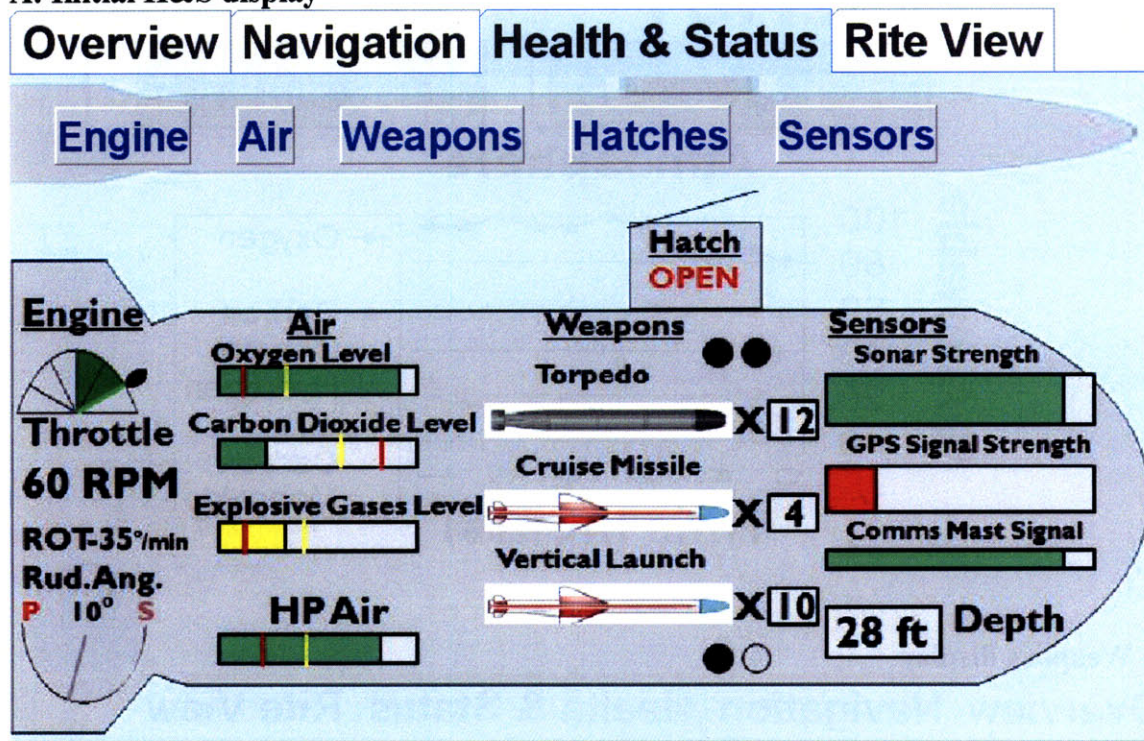 A. Initial H&S display
Overview Navigation Health & Status Rite View
Engine Air Weapons Hatches Sensors
Hatch
OPEN
Engine
Throttle
60 RPM
ROT-35°/min
Rud.Ang.
P 10° S
Air
Oxygen Level
Carbon Dioxide Level
Explosive Gases Level
HP Air
Weapons
Torpedo
X 12
Cruise Missile
X 4
Vertical Launch
X 10
Sensors
Sonar Strength
GPS Signal Strength
Comms Mast Signal
28 ft Depth